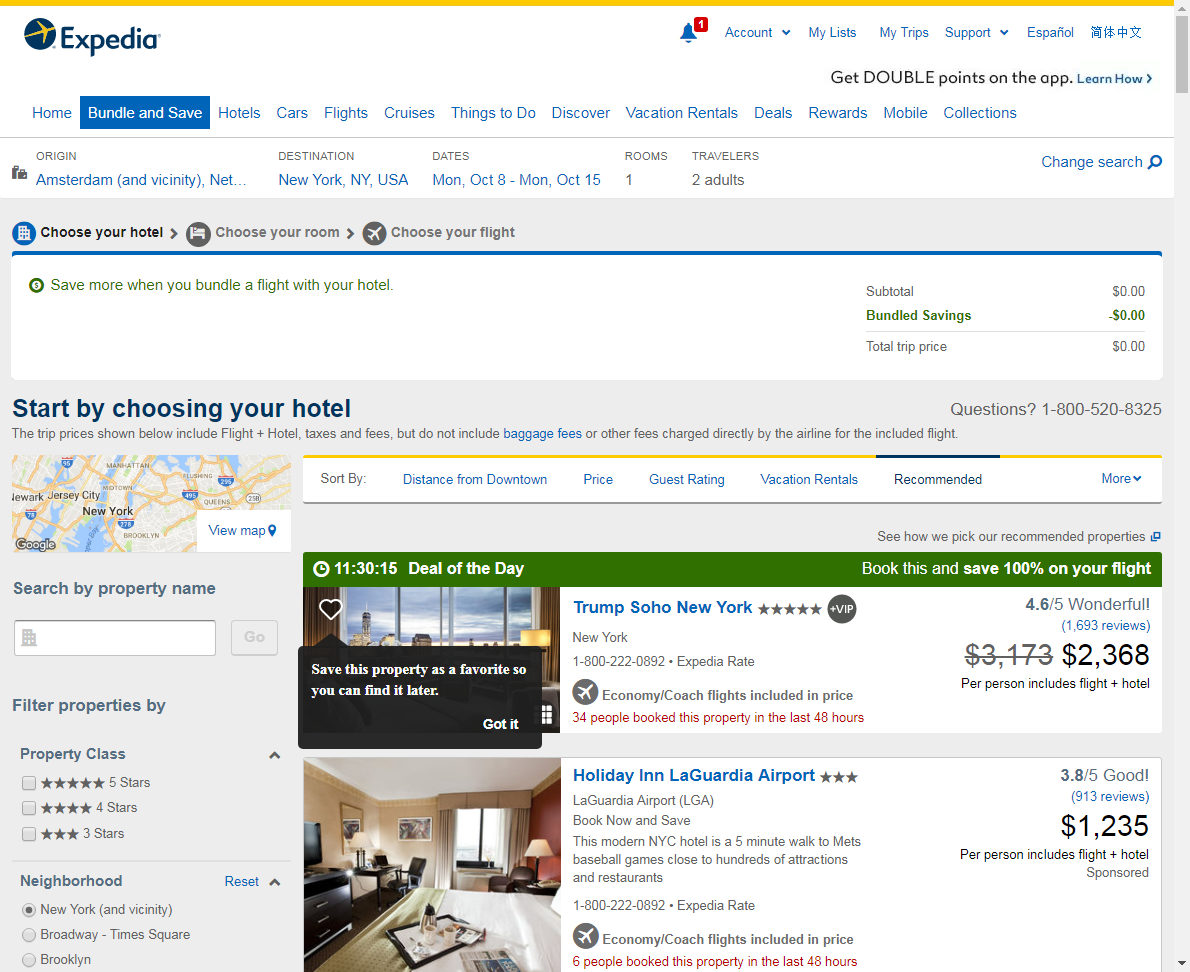 Expedia
1
Account
My Lists
My Trips
Support
Español
简体中文
Get DOUBLE points on the app. Learn How
Home
Bundle and Save
Hotels
Cars
Flights
Cruises
Things to Do
Discover
Vacation Rentals
Deals
Rewards
Mobile
Collections
ORIGIN
Amsterdam (and vicinity), Net...
DESTINATION
New York, NY, USA
DATES
Mon, Oct 8 - Mon, Oct 15
ROOMS
1
TRAVELERS
2 adults
Change search
Choose your hotel
Choose your room
Choose your flight
Save more when you bundle a flight with your hotel.
Subtotal $0.00
Bundled Savings -$0.00
Total trip price $0.00
Start by choosing your hotel
Questions? 1-800-520-8325
The trip prices shown below include Flight + Hotel, taxes and fees, but do not include baggage fees or other fees charged directly by the airline for the included flight.
95
MANHATTAN
FLUSHING
295
MIDTOWN
lewark
Jersey City
495
QUEENS
25B
New York
78
278
BROOKLYN
Google
View map
Sort By:
Distance from Downtown
Price
Guest Rating
Vacation Rentals
Recommended
More
See how we pick our recommended properties
Search by property name
Go
Filter properties by
Property Class
5 Stars
4 Stars
3 Stars
Neighborhood
Reset
New York (and vicinity)
Broadway - Times Square
Brooklyn
11:30:15 Deal of the Day
Book this and save 100% on your flight
Save this property as a favorite so
you can find it later.
Got it
Trump Soho New York
+VIP
New York
1-800-222-0892 • Expedia Rate
Economy/Coach flights included in price
34 people booked this property in the last 48 hours
4.6/5 Wonderful!
(1,693 reviews)
$3,173 $2,368
Per person includes flight + hotel
Holiday Inn LaGuardia Airport
LaGuardia Airport (LGA)
Book Now and Save
This modern NYC hotel is a 5 minute walk to Mets
baseball games close to hundreds of attractions
and restaurants
1-800-222-0892 • Expedia Rate
Economy/Coach flights included in price
6 people booked this property in the last 48 hours
3.8/5 Good!
(913 reviews)
$1,235
Per person includes flight + hotel
Sponsored